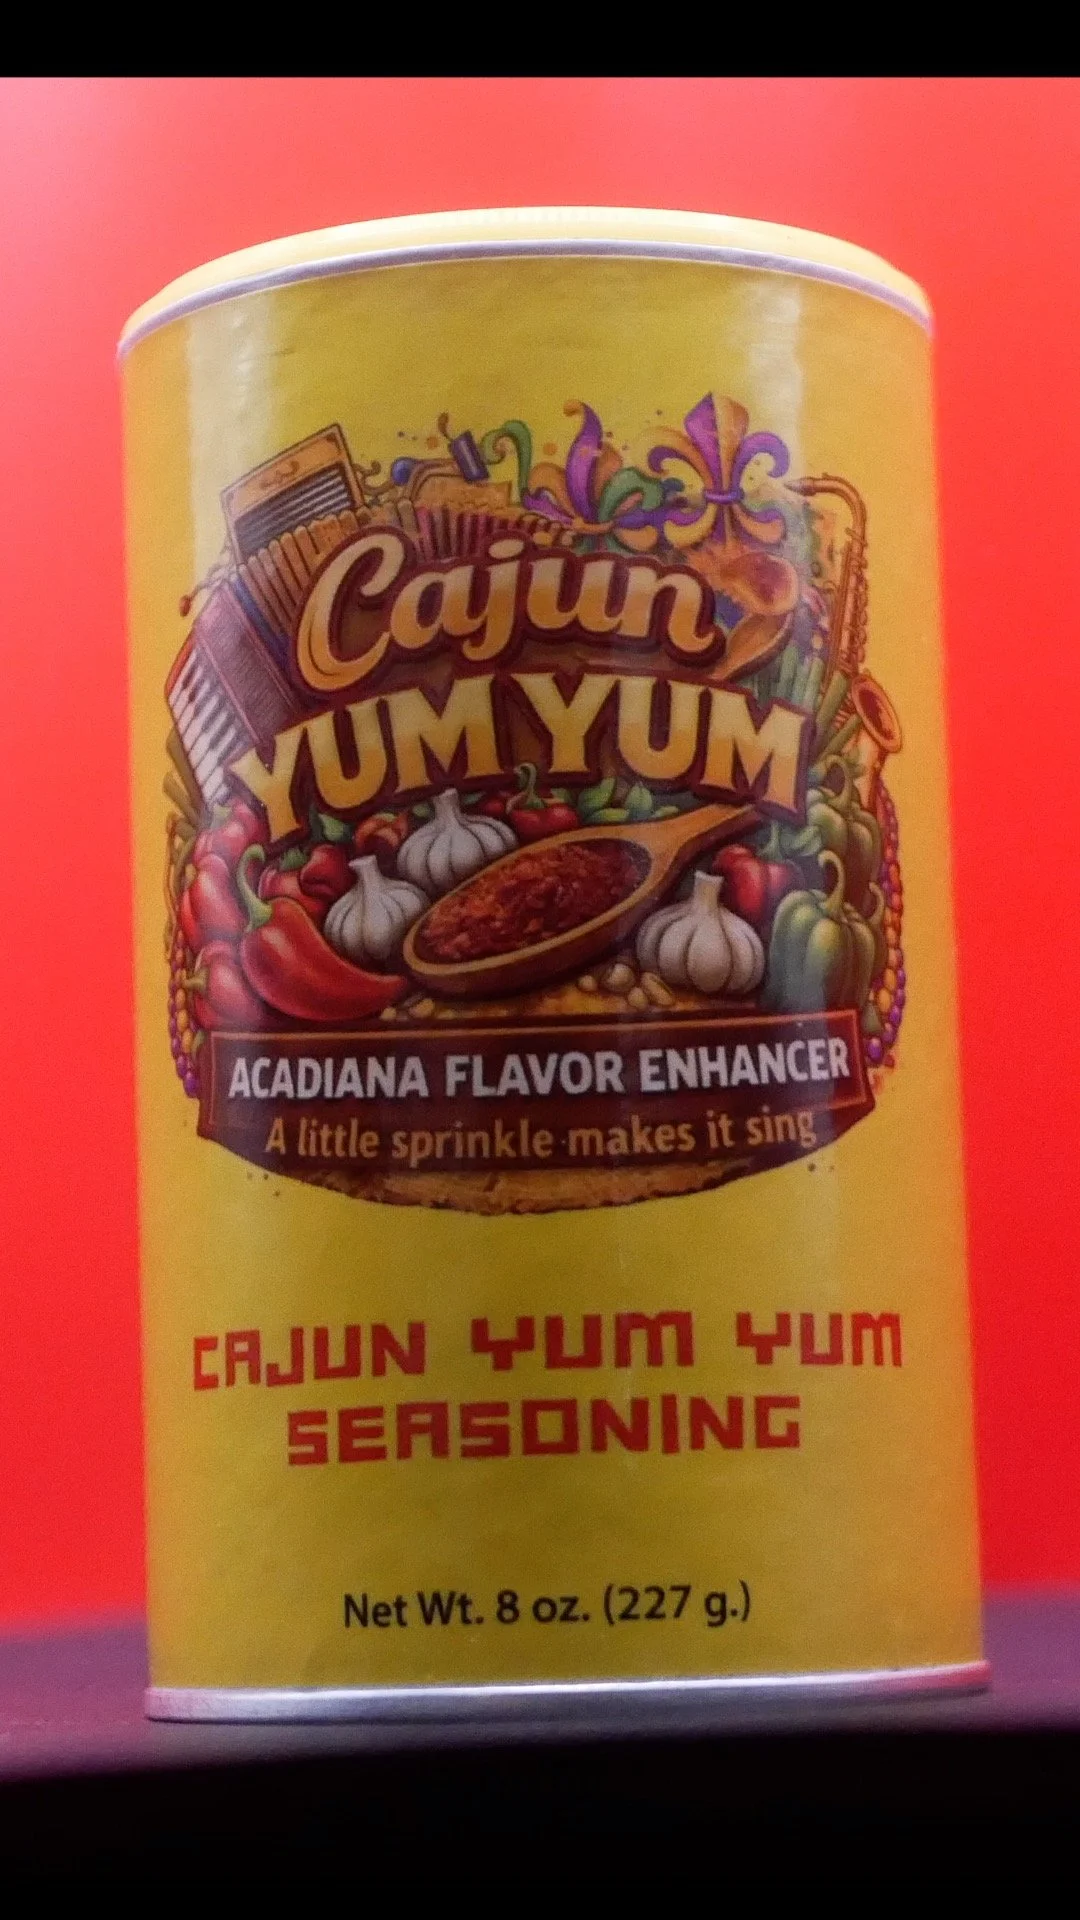 Cajun
YUM YUM
ACADIANA FLAVOR ENHANCER
A little sprinkle makes it sing
CAJUN YUM YUM
SEASONING
Net Wt. 8 oz. (227 g.)